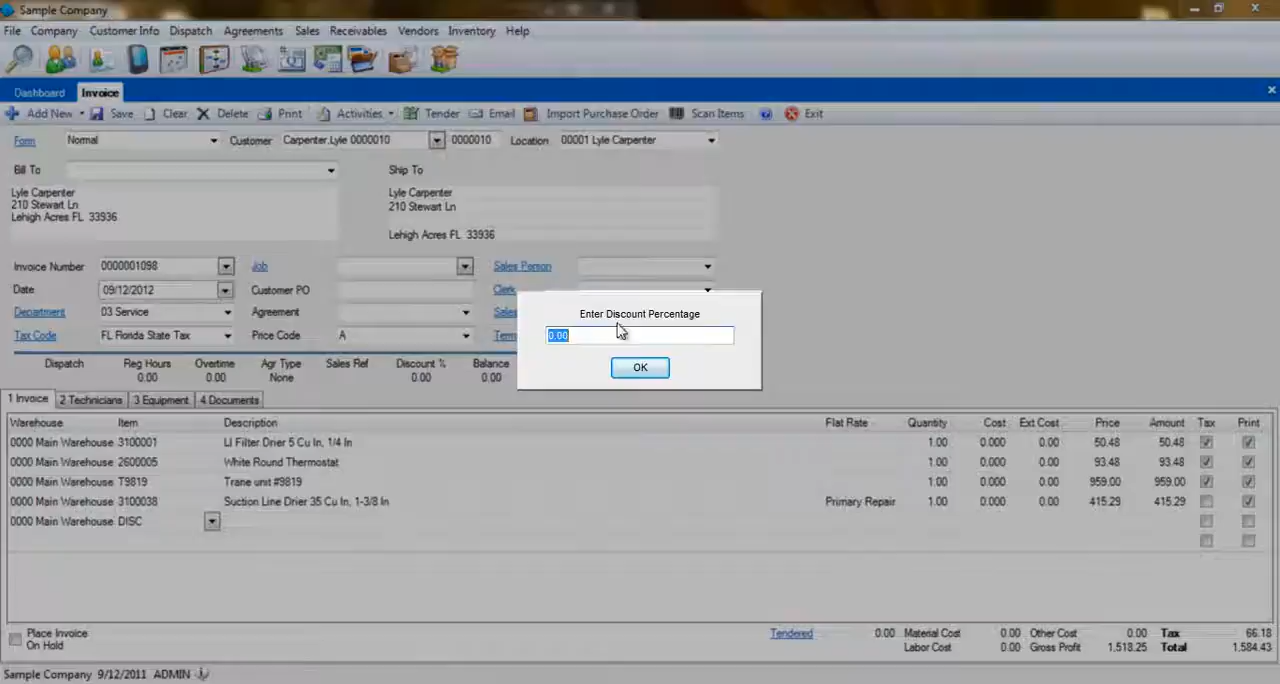 Sample Company
File Company Customer Info Dispatch Agreements Sales Receivables Vendors Inventory Help
Dashboard Invoice
Add New Save Clear Delete Print Activities Tender Email Import Purchase Order Scan Items Exit
Form Normal Customer Carpenter,Lyle 0000010 0000010 Location 00001 Lyle Carpenter
Bill To Ship To
Lyle Carpenter Lyle Carpenter
210 Stewart Ln 210 Stewart Ln
Lehigh Acres FL 33936
Lehigh Acres FL 33936
Invoice Number 0000001098 Job Sales Person
Date 09/12/2012 Customer PO Clerk
Department 03 Service Agreement Sales
Tax Code FL Florida State Tax Price Code A Term
Enter Discount Percentage
0.00
OK
Dispatch Reg Hours Overtime Agr Type Sales Ref Discount % Balance
0.00 0.00 None 0.00 0.00
1 Invoice 2 Technicians 3 Equipment 4 Documents
Warehouse Item Description Flat Rate Quantity Cost Ext Cost Price Amount Tax Print
0000 Main Warehouse 3100001 LI Filter Drier 5 Cu In, 1/4 In 1.00 0.000 0.00 50.48 50.48
0000 Main Warehouse 2600005 White Round Thermostat 1.00 0.000 0.00 93.48 93.48
0000 Main Warehouse T9819 Trane unit #9819 1.00 0.000 0.00 959.00 959.00
0000 Main Warehouse 3100038 Suction Line Drier 35 Cu In, 1-3/8 In Primary Repair 1.00 0.000 0.00 415.29 415.29
0000 Main Warehouse DISC
Place Invoice On Hold Tendered 0.00 Material Cost 0.00 Other Cost 0.00 Tax 66.18
Labor Cost 0.00 Gross Profit 1,518.25 Total 1,584.43
Sample Company 9/12/2011 ADMIN